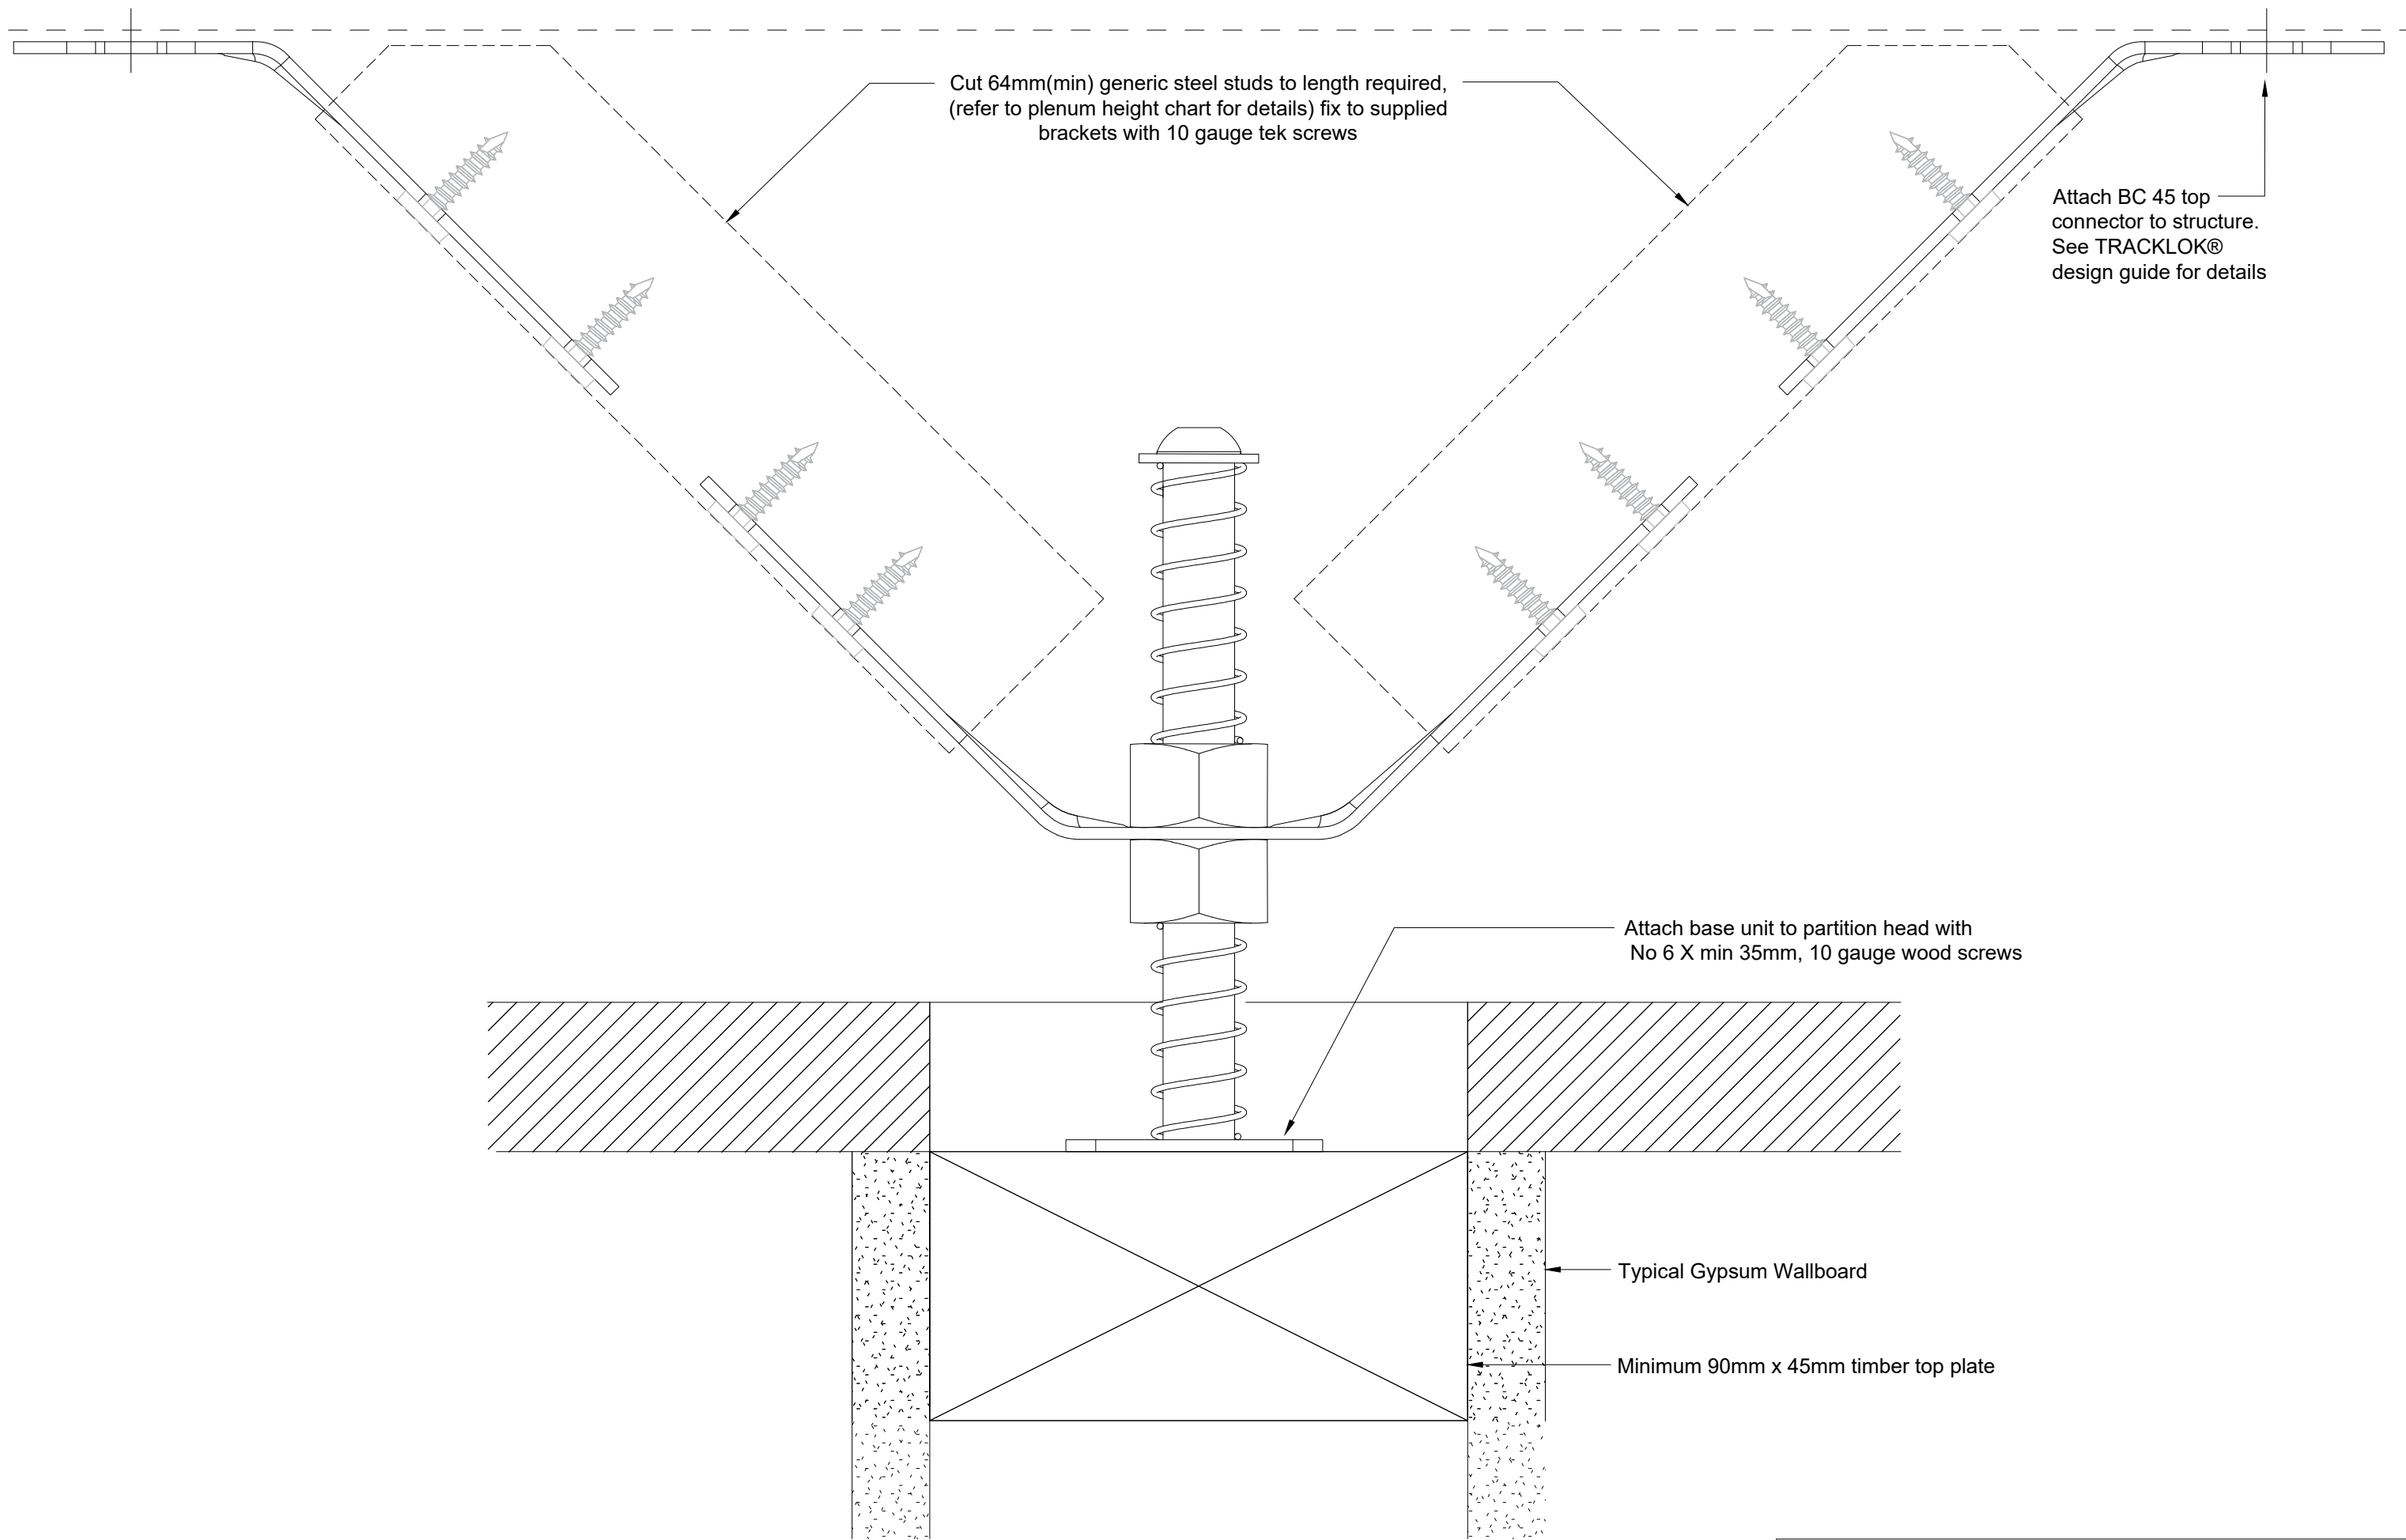 Cut 64mm(min) generic steel studs to length required,
(refer to plenum height chart for details) fix to supplied
brackets with 10 gauge tek screws
Attach BC 45 top
connector to structure.
See TRACKLOK®
design guide for details
Attach base unit to partition head with
No 6 X min 35mm, 10 gauge wood screws
Typical Gypsum Wallboard
Minimum 90mm x 45mm timber top plate